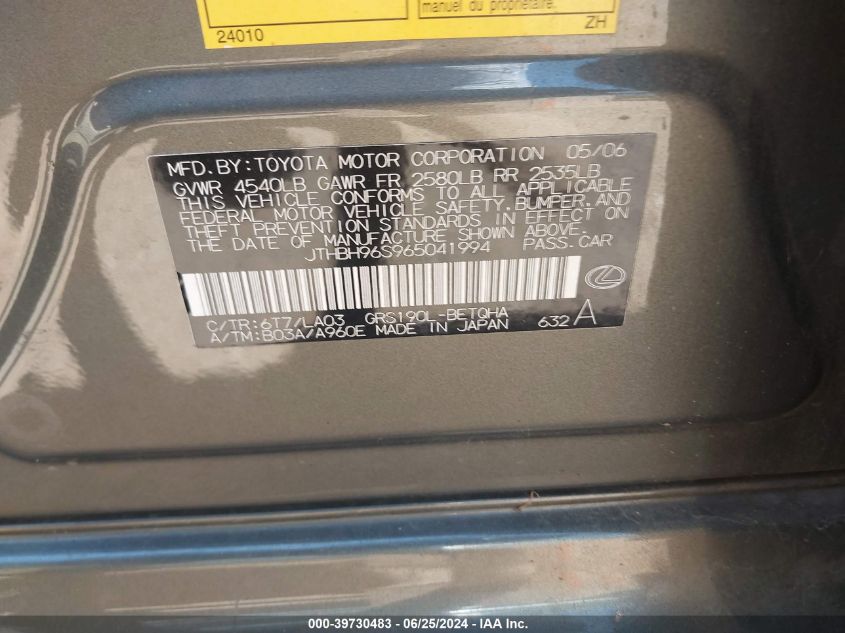 manuel du propriétaire.
24010 ZH
MFD.BY:TOYOTA MOTOR CORPORATION 05/06
GVWR 4540LB GAWR FR 2580LB RR 2535LB
THIS VEHICLE CONFORMS TO ALL APPLICABLE
FEDERAL MOTOR VEHICLE SAFETY,BUMPER,AND
THEFT PREVENTION STANDARDS IN EFFECT ON
THE DATE OF MANUFACTURE SHOWN ABOVE.
JTHBH96S965041994 PASS.CAR
C/TR:6T7/LA03 GRS190L-BETQHA
A/TM:B03A/A960E MADE IN JAPAN 632 A
000-39730483 - 06/25/2024 - Copyright © 2024 IAA, Inc.